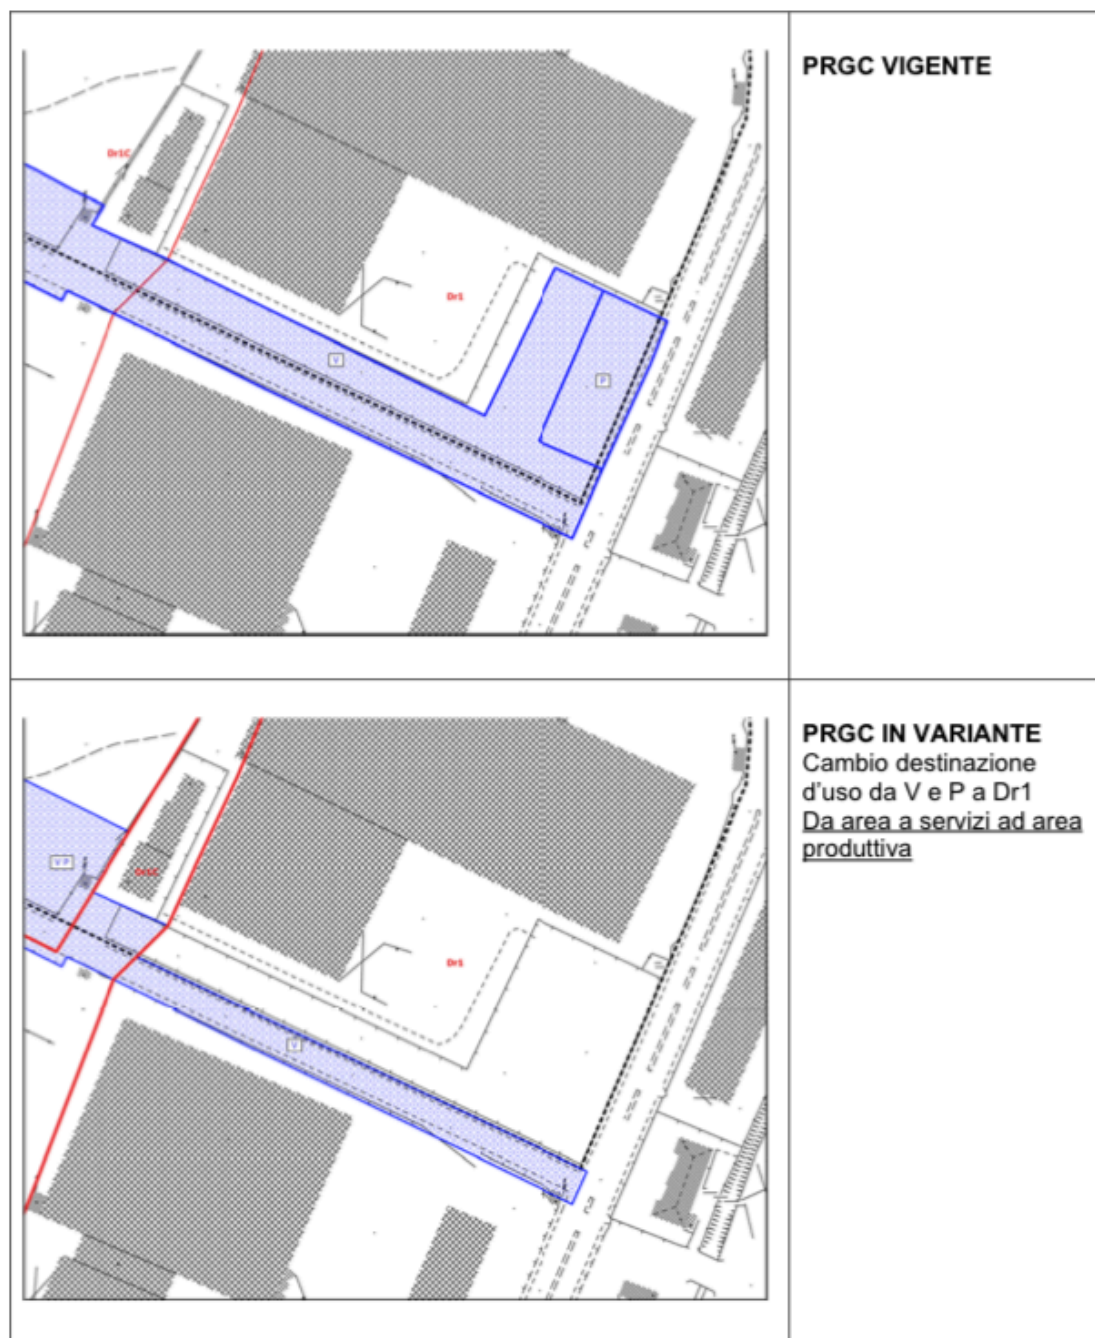 PRGC VIGENTE
Dr1C
Dr1
V
P
PRGC IN VARIANTE
Cambio destinazione
d'uso da V e P a Dr1
Da area a servizi ad area
produttiva
V P
Dr1C
Dr1
V